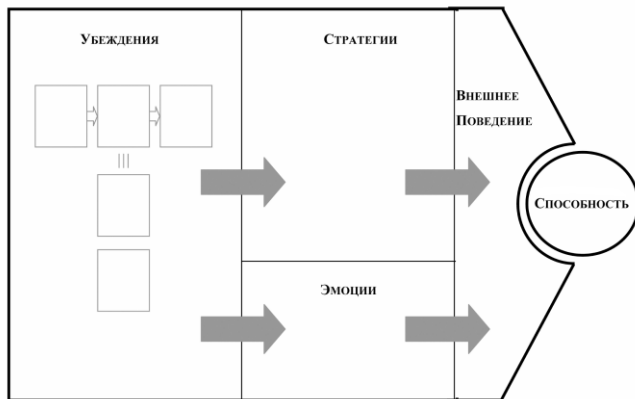 УБЕЖДЕНИЯ
СТРАТЕГИИ
ВНЕШНЕЕ
ПОВЕДЕНИЕ
СПОСОБНОСТЬ
ЭМОЦИИ